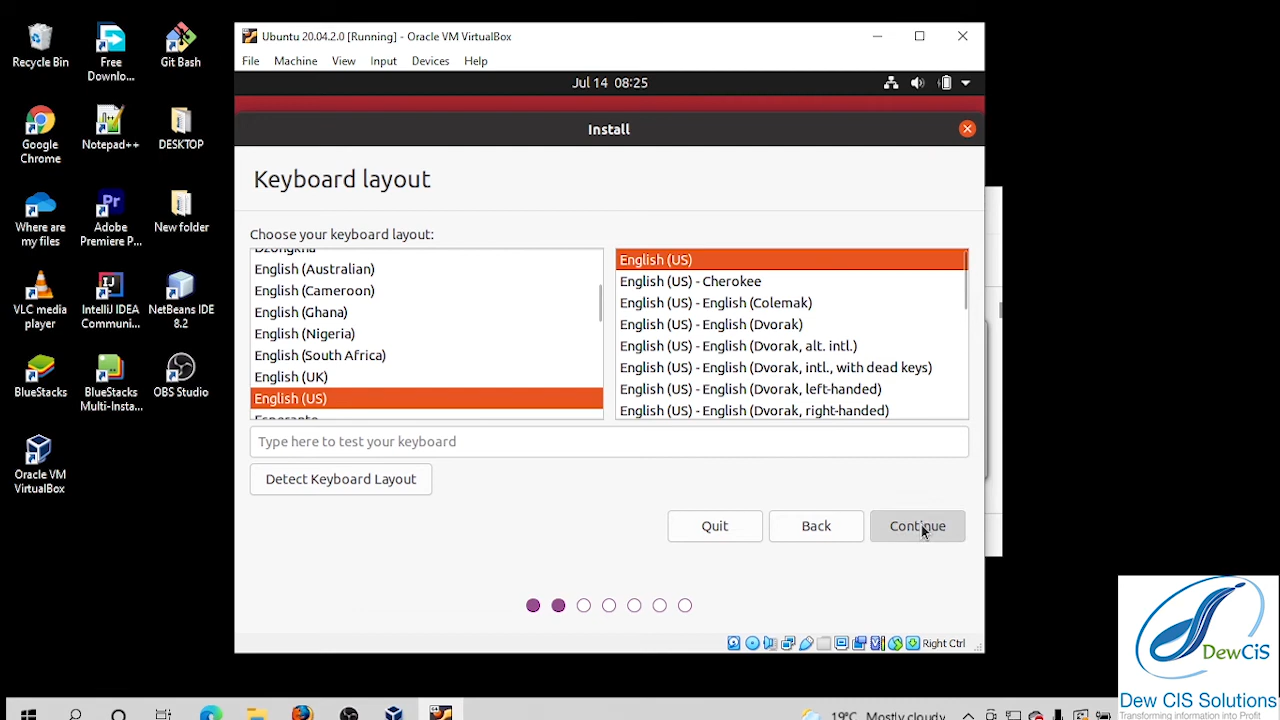 Recycle Bin
Free
Downlo...
Git Bash
Google
Chrome
Notepad++
DESKTOP
Where are
my files
Adobe
Premiere P...
New folder
VLC media
player
IntelliJ IDEA
Communi...
NetBeans IDE
8.2
BlueStacks
BlueStacks
Multi-Insta...
OBS Studio
Oracle VM
VirtualBox
Ubuntu 20.04.2.0 [Running] - Oracle VM VirtualBox
File Machine View Input Devices Help
Jul 14 08:25
Install
Keyboard layout
Choose your keyboard layout:
Dzongkha
English (Australian)
English (Cameroon)
English (Ghana)
English (Nigeria)
English (South Africa)
English (UK)
English (US)
Esperanto
English (US)
English (US) - Cherokee
English (US) - English (Colemak)
English (US) - English (Dvorak)
English (US) - English (Dvorak, alt. intl.)
English (US) - English (Dvorak, intl., with dead keys)
English (US) - English (Dvorak, left-handed)
English (US) - English (Dvorak, right-handed)
Type here to test your keyboard
Detect Keyboard Layout
Quit
Back
Continue
Right Ctrl
19°C Mostly cloudy
DewCiS
Dew CIS Solutions
Transforming information into Profit